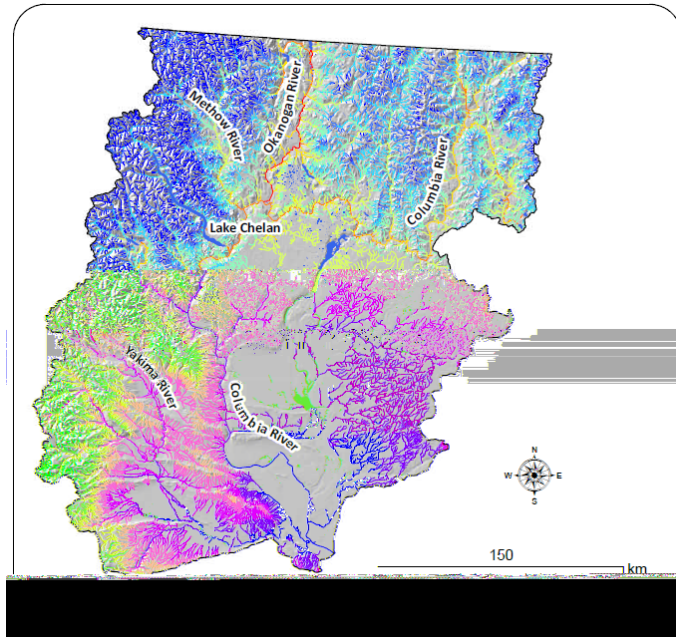 Methow River
Okanogan River
Columbia River
Lake Chelan
Yakima River
Columbia River
N
W E
S
150
km